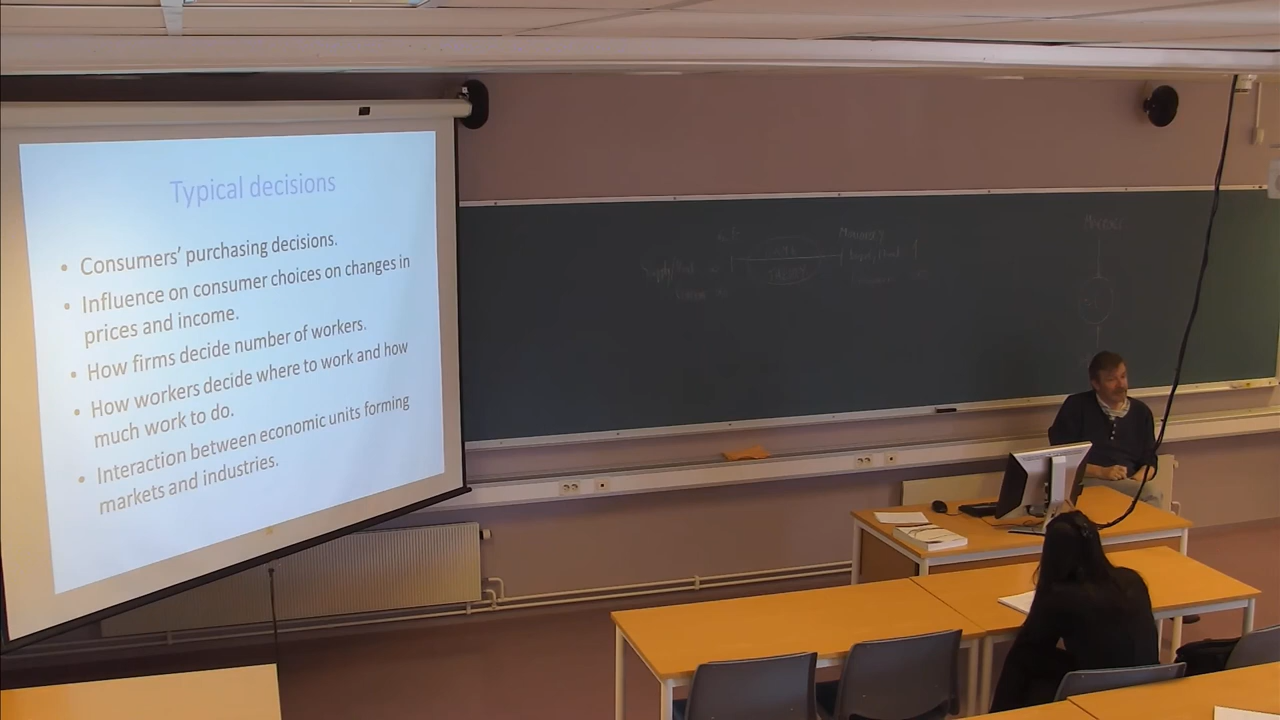 Typical decisions
• Consumers' purchasing decisions.
• Influence on consumer choices on changes in
prices and income.
• How firms decide number of workers.
• How workers decide where to work and how
much work to do.
• Interaction between economic units forming
markets and industries.